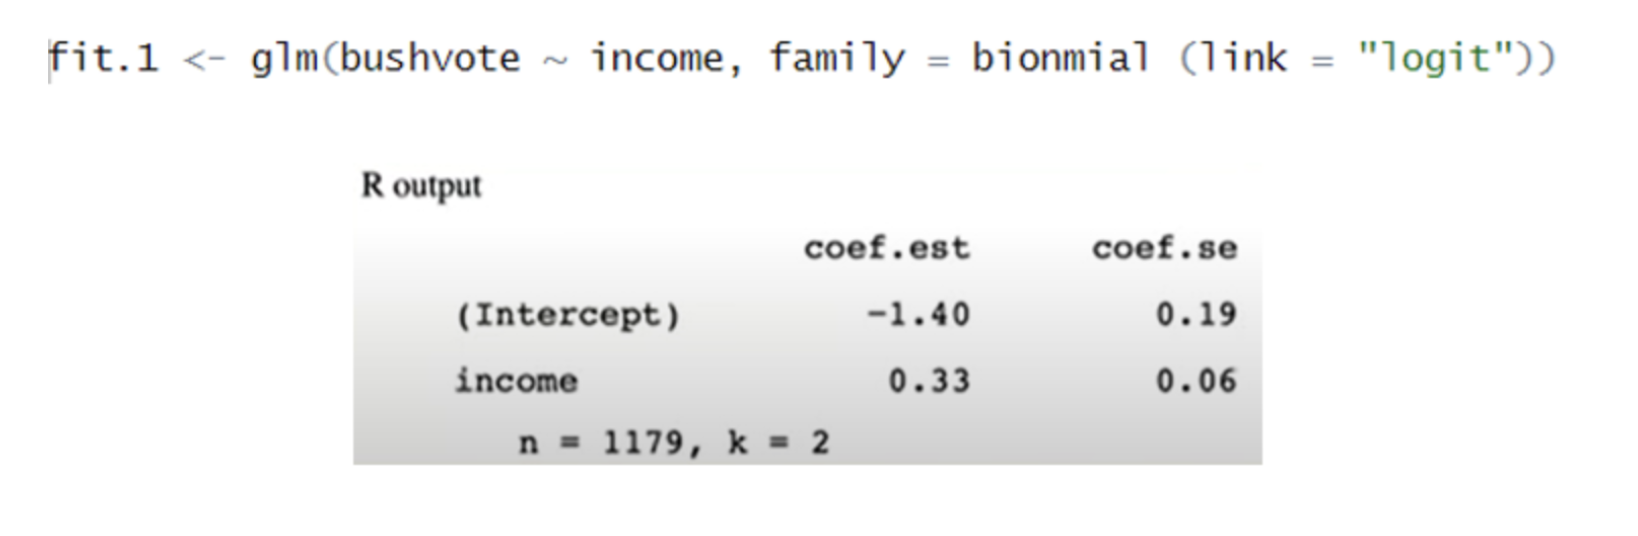 fit.1 <- glm(bushvote ~ income, family = bionmial (link = "logit"))
R output
coef.est coef.se
(Intercept) -1.40 0.19
income 0.33 0.06
n = 1179, k = 2